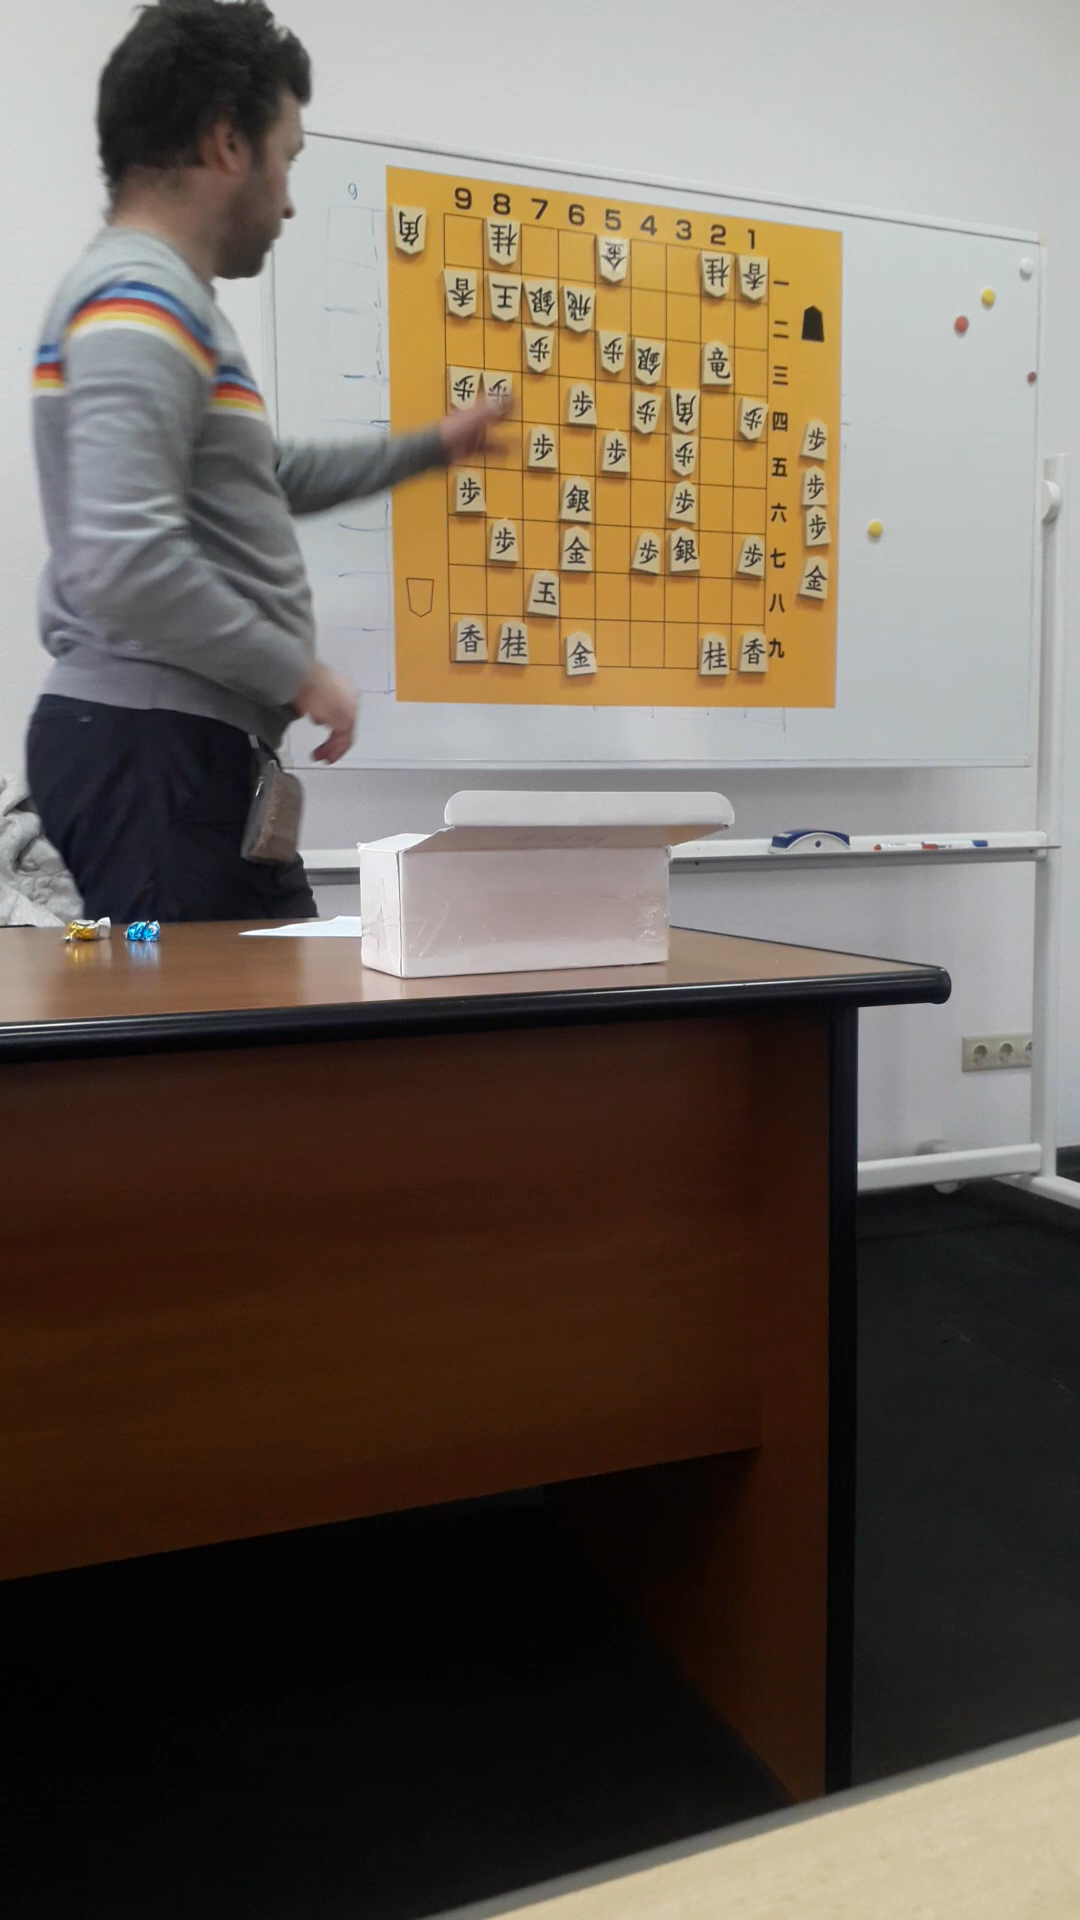 9
9 8 7 6 5 4 3 2 1
角 桂 金 桂 香 一
香 王 銀 飛 二
歩 歩 銀 竜 三
歩 歩 歩 歩 角 歩 四 歩
歩 歩 歩 五 歩
歩 銀 歩 六 歩
歩 金 歩 銀 歩 七 金
玉 八
香 桂 金 桂 香 九